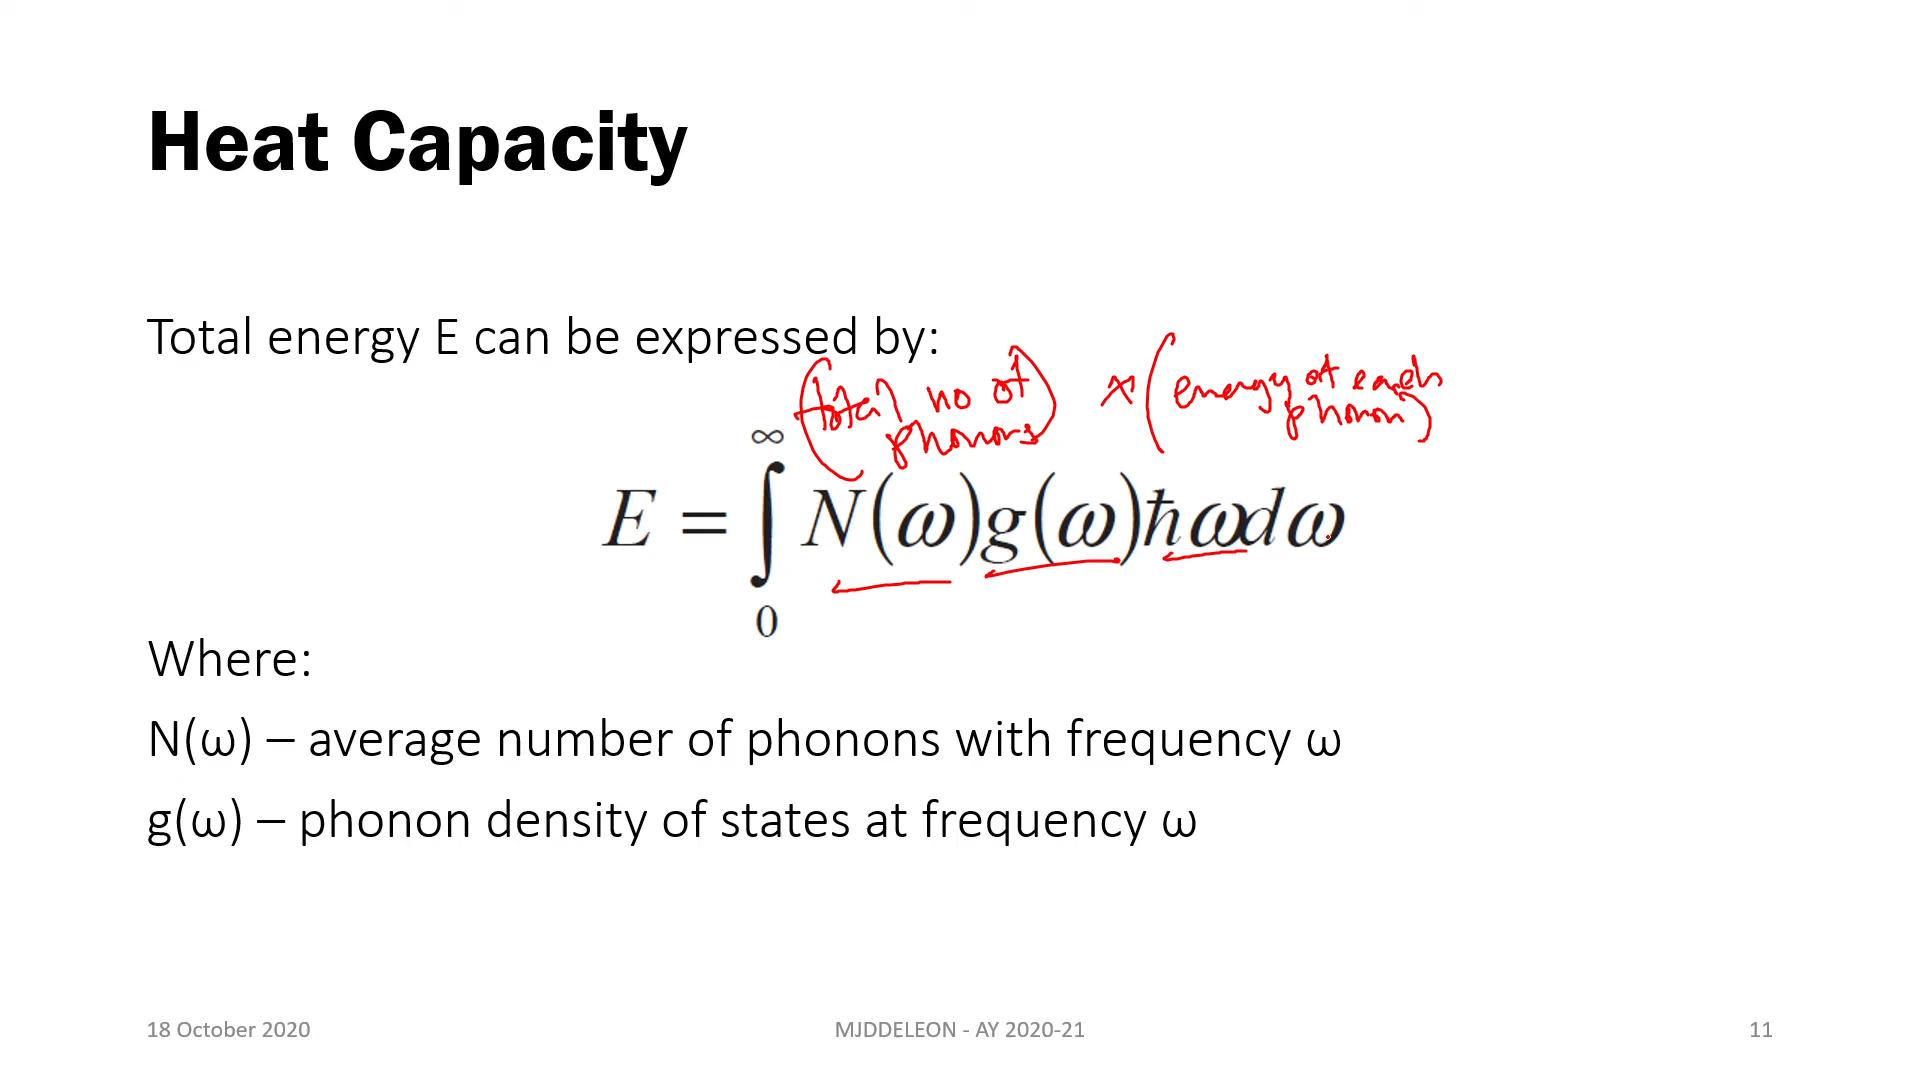 Heat Capacity
Total energy E can be expressed by:
(total no of phonons) × (energy of each phonon)
E = ∫₀^∞ N(ω)g(ω)ħωdω
Where:
N(ω) – average number of phonons with frequency ω
g(ω) – phonon density of states at frequency ω
18 October 2020
MJDDELEON - AY 2020-21
11